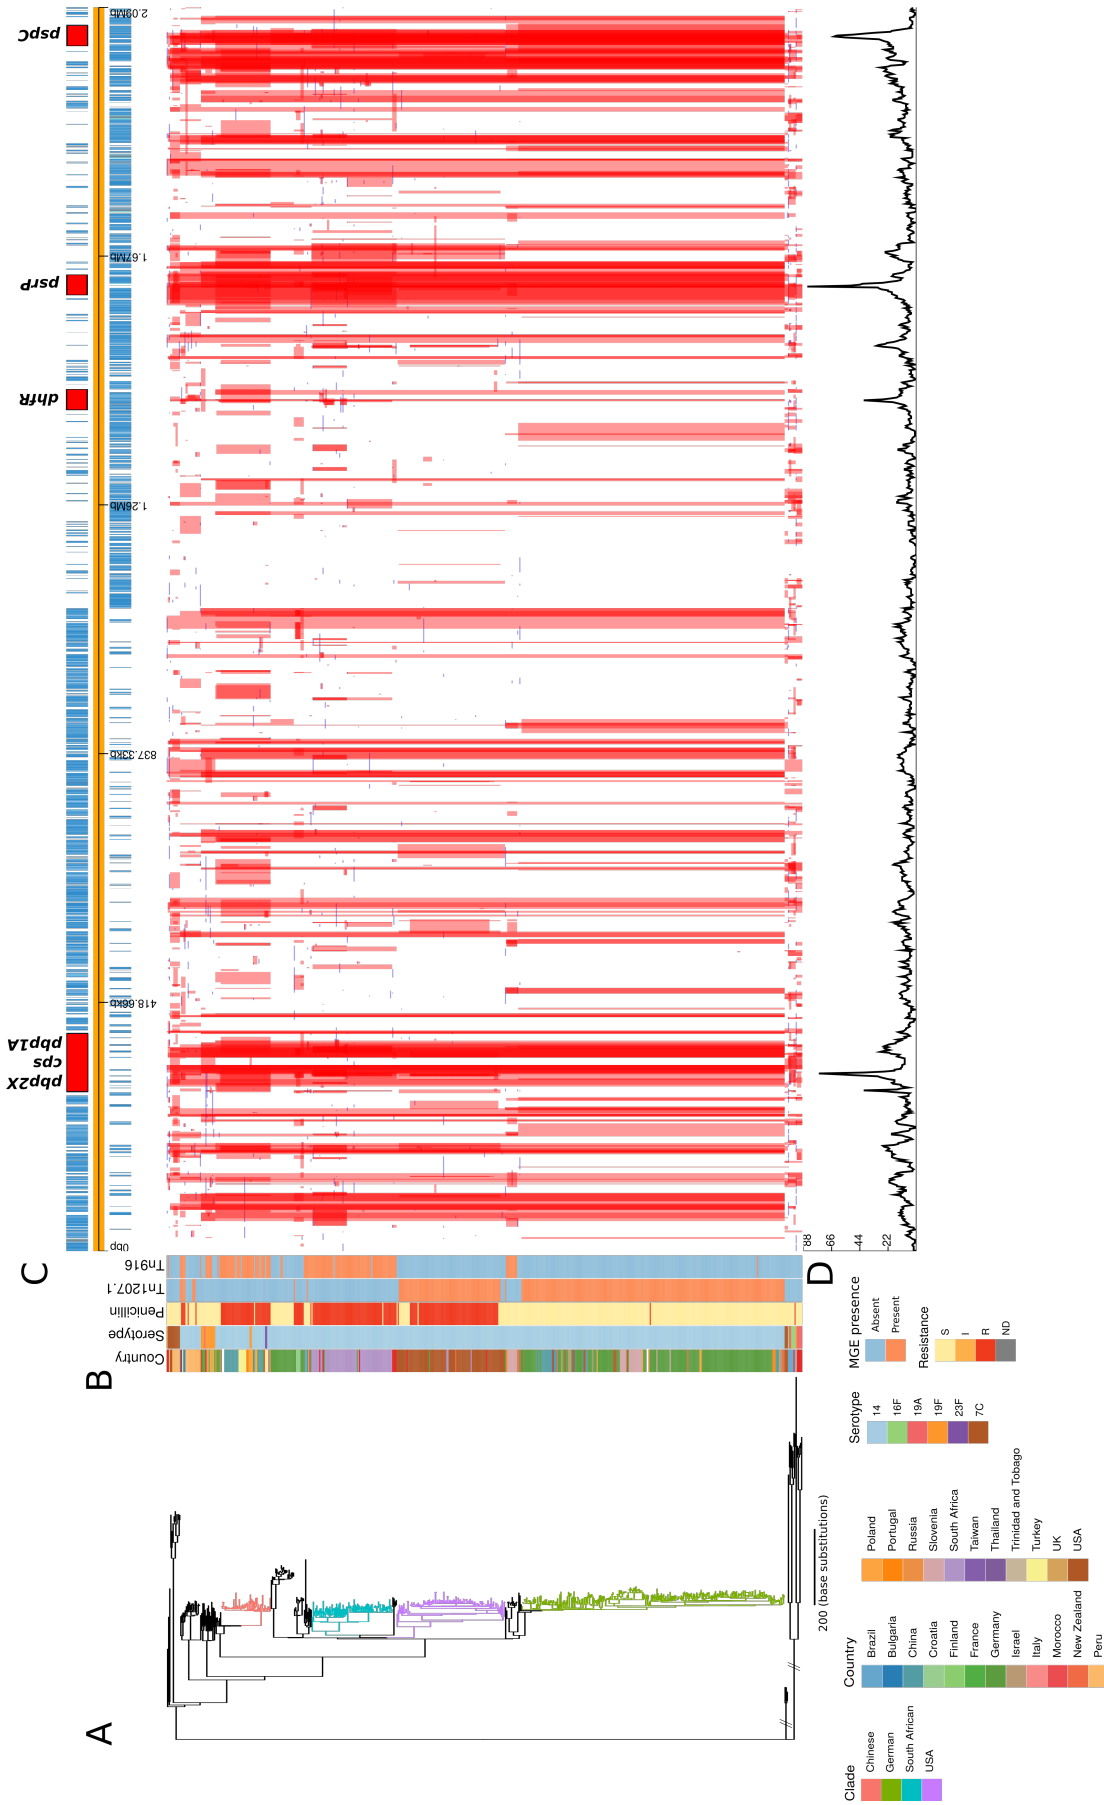 A
B
C
D
Country
Serotype
Penicillin
Tn1207.1
Tn916
pbp2X
cps
pbp1A
dhfR
psrP
pspC
0bp
418.66kb
837.33kb
1.26Mb
1.67Mb
2.09Mb
88
66
44
22
200 (base substitutions)
Clade
Chinese
German
South African
USA
Country
Brazil
Bulgaria
China
Croatia
Finland
France
Germany
Israel
Italy
Morocco
New Zealand
Peru
Poland
Portugal
Russia
Slovenia
South Africa
Taiwan
Thailand
Trinidad and Tobago
Turkey
UK
USA
Serotype
14
16F
19A
19F
23F
7C
MGE presence
Absent
Present
Resistance
S
I
R
ND